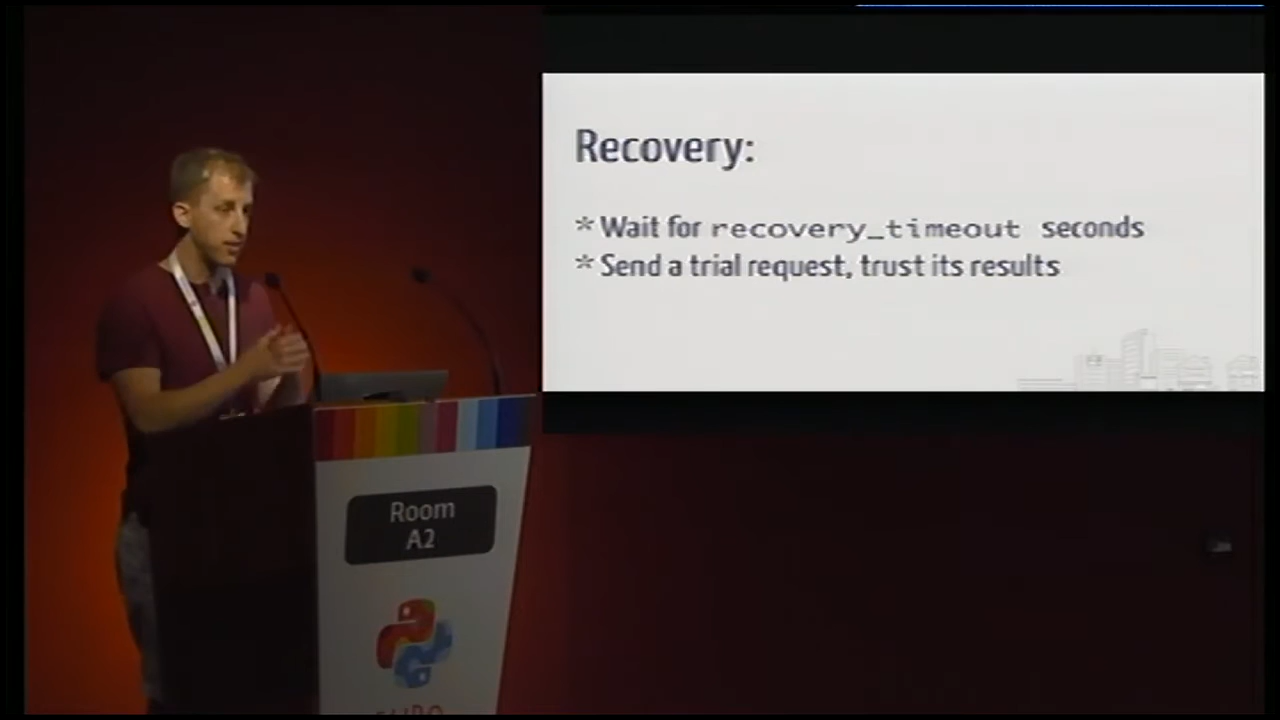 Recovery:
* Wait for recovery_timeout seconds
* Send a trial request, trust its results
Room
A2